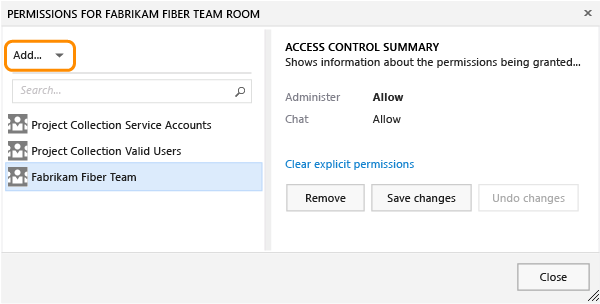 PERMISSIONS FOR FABRIKAM FIBER TEAM ROOM
Add...
Search...
Project Collection Service Accounts
Project Collection Valid Users
Fabrikam Fiber Team
ACCESS CONTROL SUMMARY
Shows information about the permissions being granted...
Administer Allow
Chat Allow
Clear explicit permissions
Remove Save changes Undo changes
Close